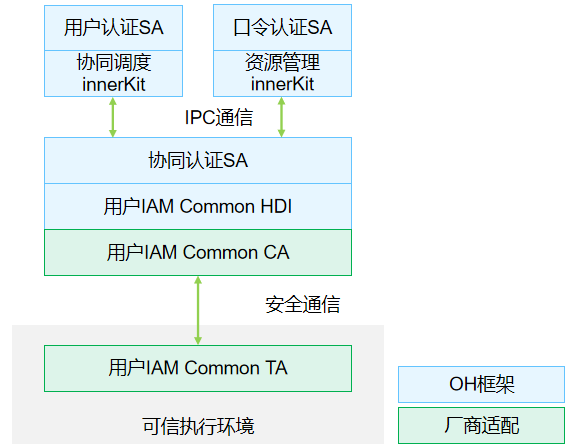 用户认证SA
口令认证SA
协同调度
innerKit
资源管理
innerKit
IPC通信
协同认证SA
用户IAM Common HDI
用户IAM Common CA
安全通信
用户IAM Common TA
可信执行环境
OH框架
厂商适配